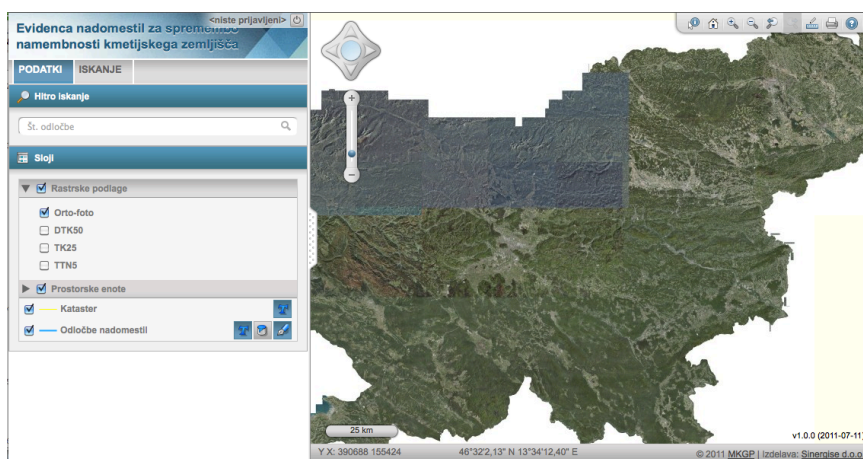 <niste prijavljeni>
Evidenca nadomestil za spremembo
namembnosti kmetijskega zemljišča
PODATKI ISKANJE
Hitro iskanje
Št. odločbe
Sloji
Rastrske podlage
Orto-foto
DTK50
TK25
TTN5
Prostorske enote
Kataster
Odločbe nadomestil
25 km
v1.0.0 (2011-07-11)
Y X: 390688 155424 46°32'2,13" N 13°34'12,40" E
© 2011 MKGP | Izdelava: Sinergise d.o.o